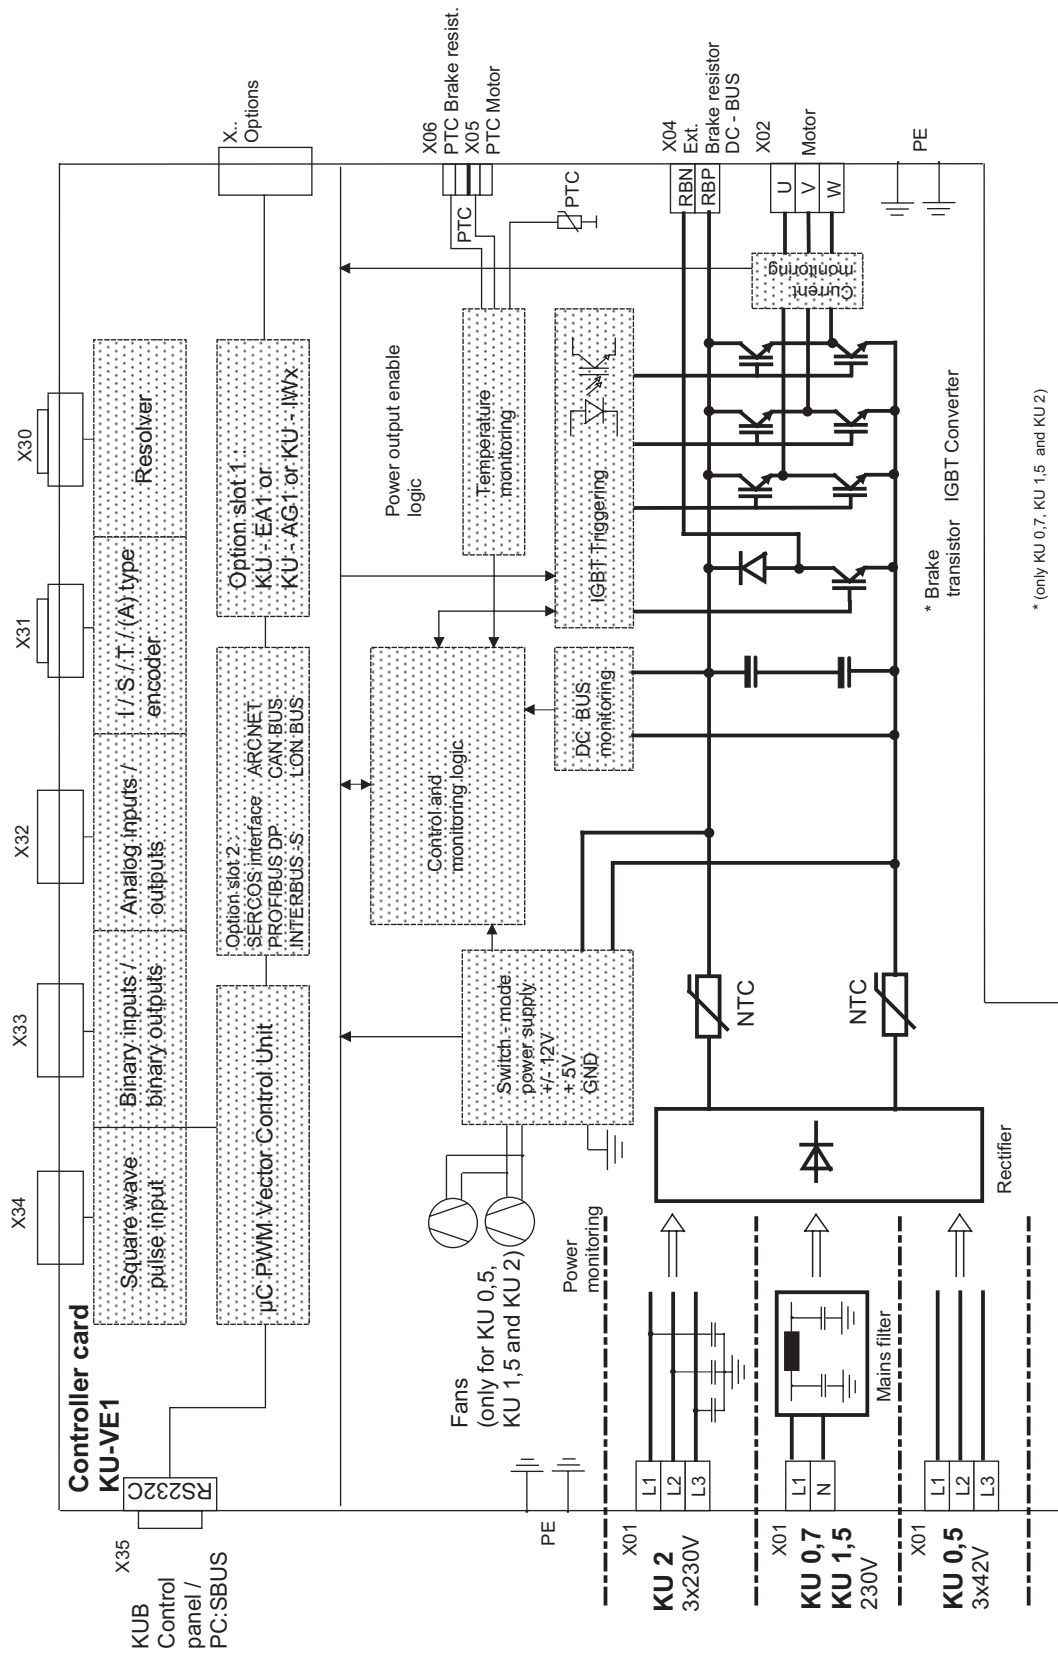 X35
KUB
Control
panel /
PC:SBUS
RS232C
Controller card
KU-VE1
X34
X33
X32
X31
X30
Square wave
pulse input
Binary inputs /
binary outputs
Analog inputs /
outputs
I / S / T / (A) type
encoder
Resolver
µC PWM Vector Control Unit
Option slot 2 :
SERCOS interface ARCNET
PROFIBUS DP CAN BUS
INTERBUS -S LON BUS
Option slot 1 :
KU - EA1 or
KU - AG1 or KU - IWx
X..
Options
Fans
(only for KU 0,5,
KU 1,5 and KU 2)
Switch - mode
power supply
+/- 12V
+ 5V
GND
Control and
monitoring logic
Power output enable
logic
Temperature
monitoring
PTC
PTC
X06
PTC Brake resist.
X05
PTC Motor
DC BUS
monitoring
IGBT Triggering
X04
Ext.
Brake resistor
DC - BUS
RBN
RBP
X02
Motor
U
V
W
Current
monitoring
PE
PE
Power
monitoring
X01
KU 2
3x230V
L1
L2
L3
X01
KU 0,7
KU 1,5
230V
L1
N
Mains filter
X01
KU 0,5
3x42V
L1
L2
L3
Rectifier
NTC
NTC
* Brake
transistor
IGBT Converter
* (only KU 0,7, KU 1,5 and KU 2)